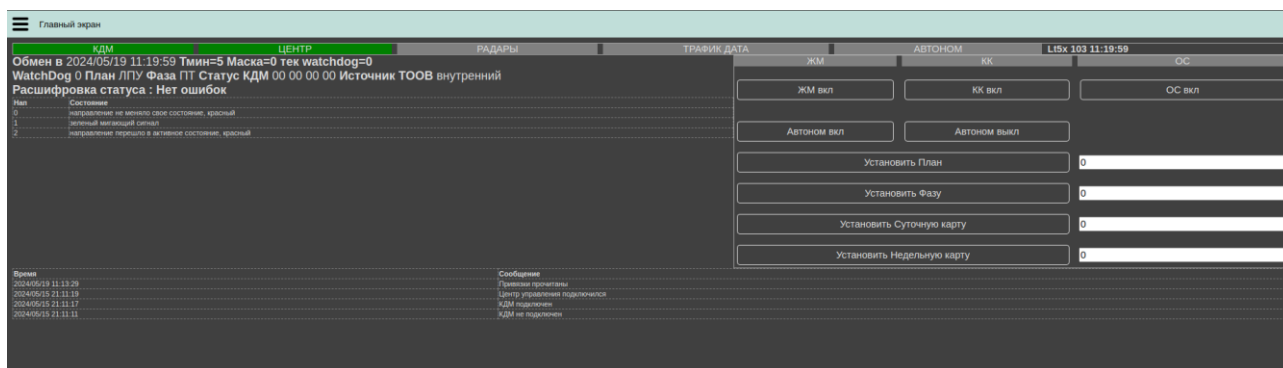 Главный экран
КДМ ЦЕНТР РАДАРЫ ТРАФИК ДАТА АВТОНОМ Lt5x 103 11:19:59
Обмен в 2024/05/19 11:19:59 Тмин=5 Маска=0 тек watchdog=0
WatchDog 0 План ЛПУ Фаза ПТ Статус КДМ 00 00 00 00 Источник ТООВ внутренний
Расшифровка статуса : Нет ошибок
Нап Состояние
0 направление не меняло свое состояние, красный
1 зеленый мигающий сигнал
2 направление перешло в активное состояние, красный
ЖМ КК ОС
ЖМ вкл КК вкл ОС вкл
Автоном вкл Автоном выкл
Установить План 0
Установить Фазу 0
Установить Суточную карту 0
Установить Недельную карту 0
Время Сообщение
2024/05/19 11:13:29 Привязки прочитаны
2024/05/15 21:11:19 Центр управления подключился
2024/05/15 21:11:17 КДМ подключен
2024/05/15 21:11:11 КДМ не подключен